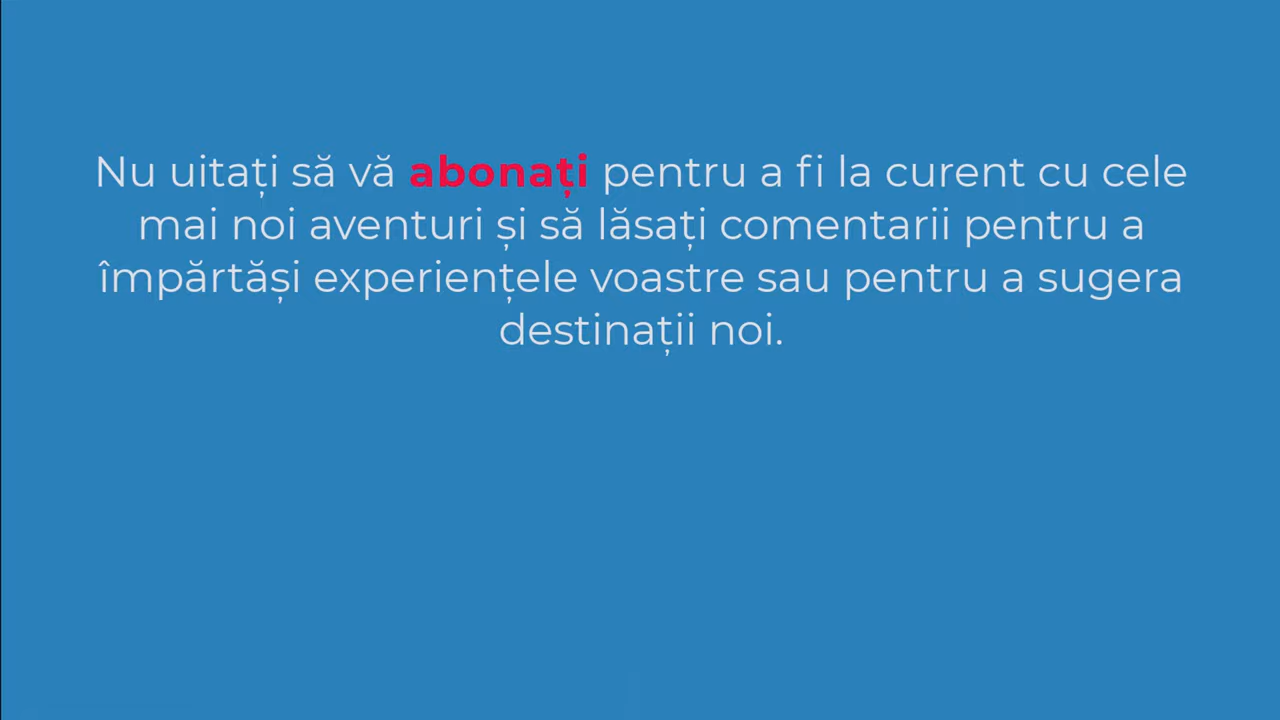 Nu uitați să vă abonați pentru a fi la curent cu cele
mai noi aventuri și să lăsați comentarii pentru a
împărtăși experiențele voastre sau pentru a sugera
destinații noi.